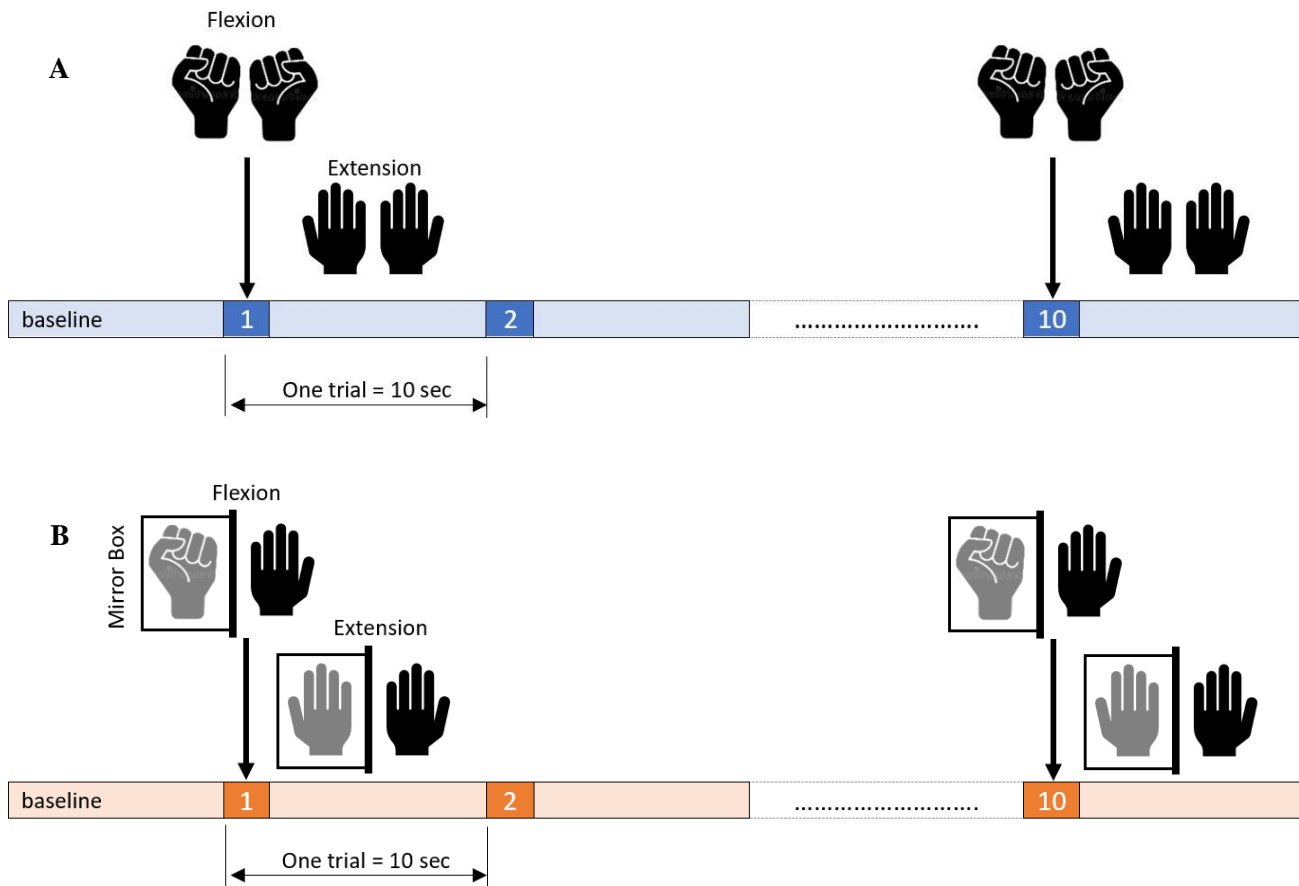 Flexion
A
Extension
baseline 1 2 ................................ 10
One trial = 10 sec
Flexion
B
Mirror Box
Extension
baseline 1 2 ................................ 10
One trial = 10 sec